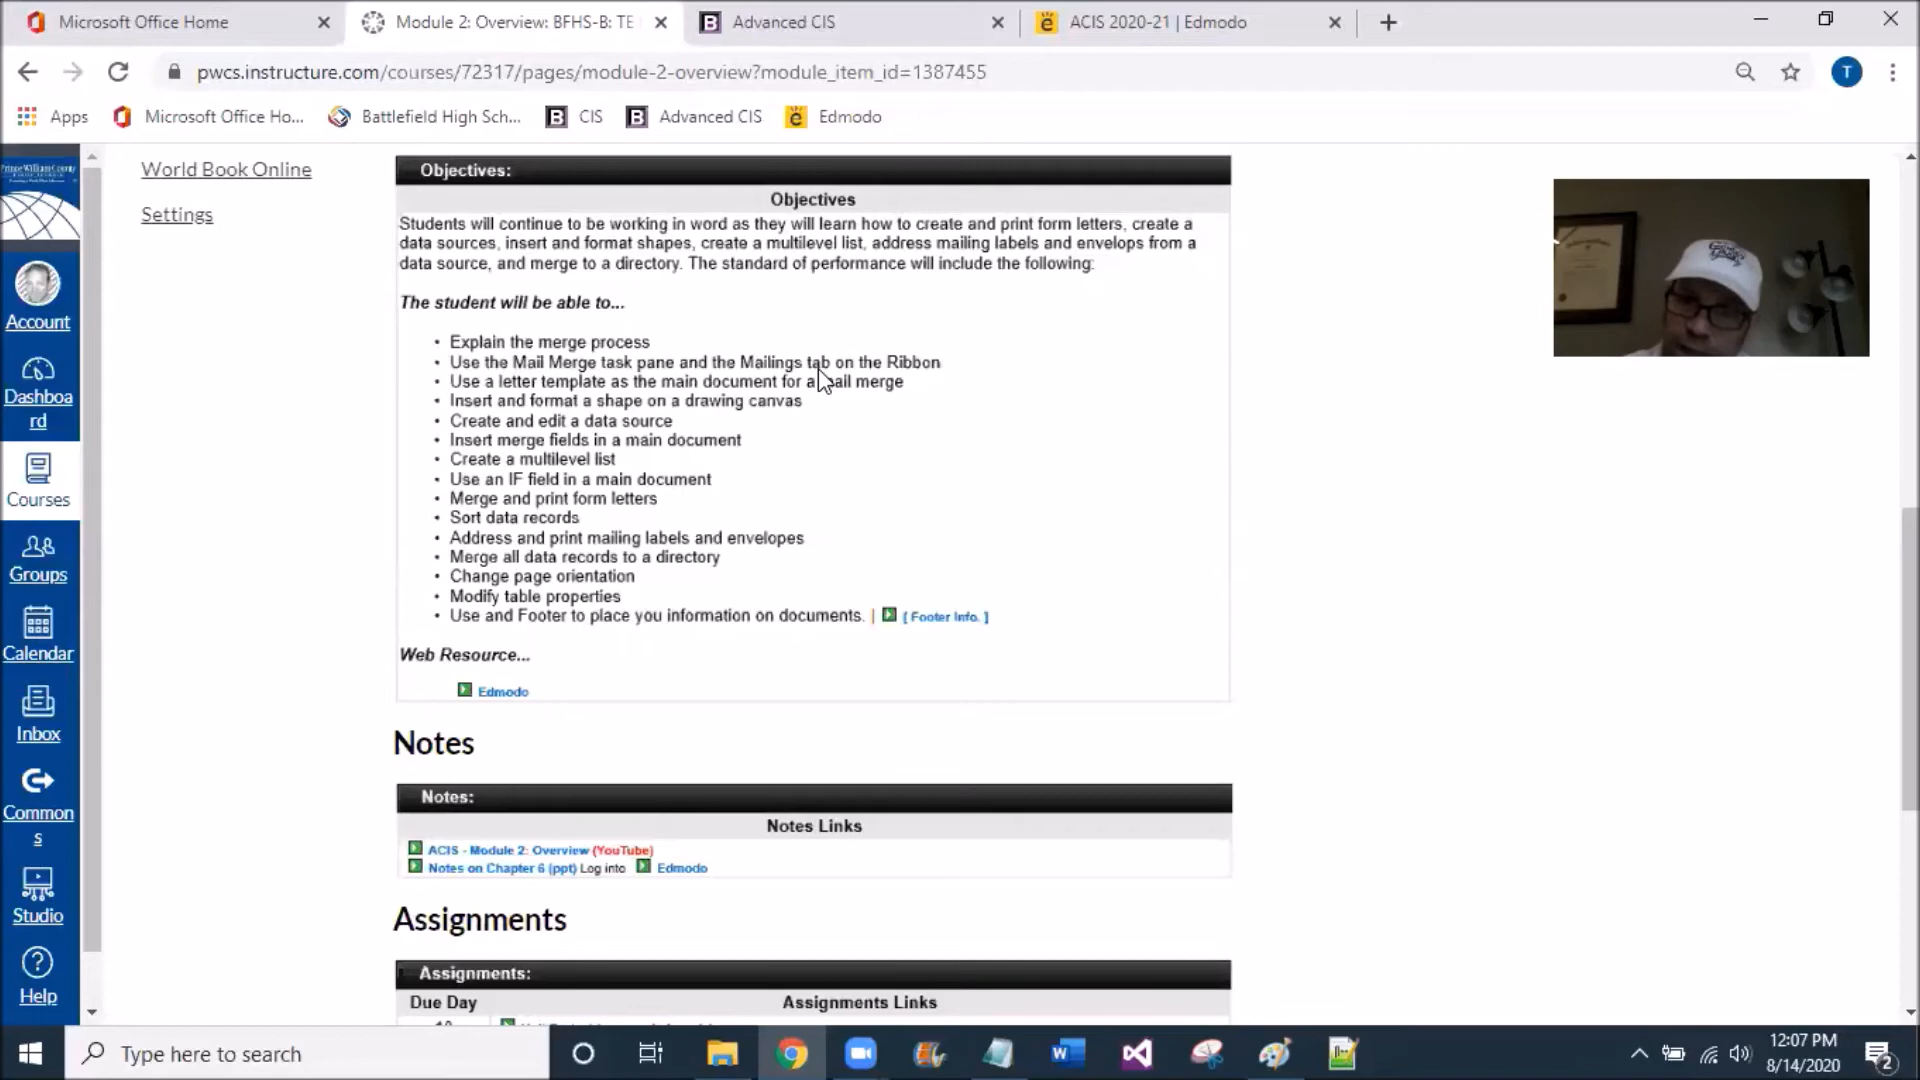 Microsoft Office Home
Module 2: Overview: BFHS-B: TE
Advanced CIS
ACIS 2020-21 | Edmodo
pwcs.instructure.com/courses/72317/pages/module-2-overview?module_item_id=1387455
T
Apps
Microsoft Office Ho...
Battlefield High Sch...
CIS
Advanced CIS
Edmodo
Prince William County
World Book Online
Settings
Account
Dashboa
rd
Courses
Groups
Calendar
Inbox
Common
s
Studio
Help
Objectives:
Objectives
Students will continue to be working in word as they will learn how to create and print form letters, create a
data sources, insert and format shapes, create a multilevel list, address mailing labels and envelops from a
data source, and merge to a directory. The standard of performance will include the following:
The student will be able to...
• Explain the merge process
• Use the Mail Merge task pane and the Mailings tab on the Ribbon
• Use a letter template as the main document for a mail merge
• Insert and format a shape on a drawing canvas
• Create and edit a data source
• Insert merge fields in a main document
• Create a multilevel list
• Use an IF field in a main document
• Merge and print form letters
• Sort data records
• Address and print mailing labels and envelopes
• Merge all data records to a directory
• Change page orientation
• Modify table properties
• Use and Footer to place you information on documents. | [ Footer Info. ]
Web Resource...
Edmodo
Notes
Notes:
Notes Links
ACIS - Module 2: Overview (YouTube)
Notes on Chapter 6 (ppt) Log into Edmodo
Assignments
Assignments:
Due Day Assignments Links
Type here to search
12:07 PM
8/14/2020
2